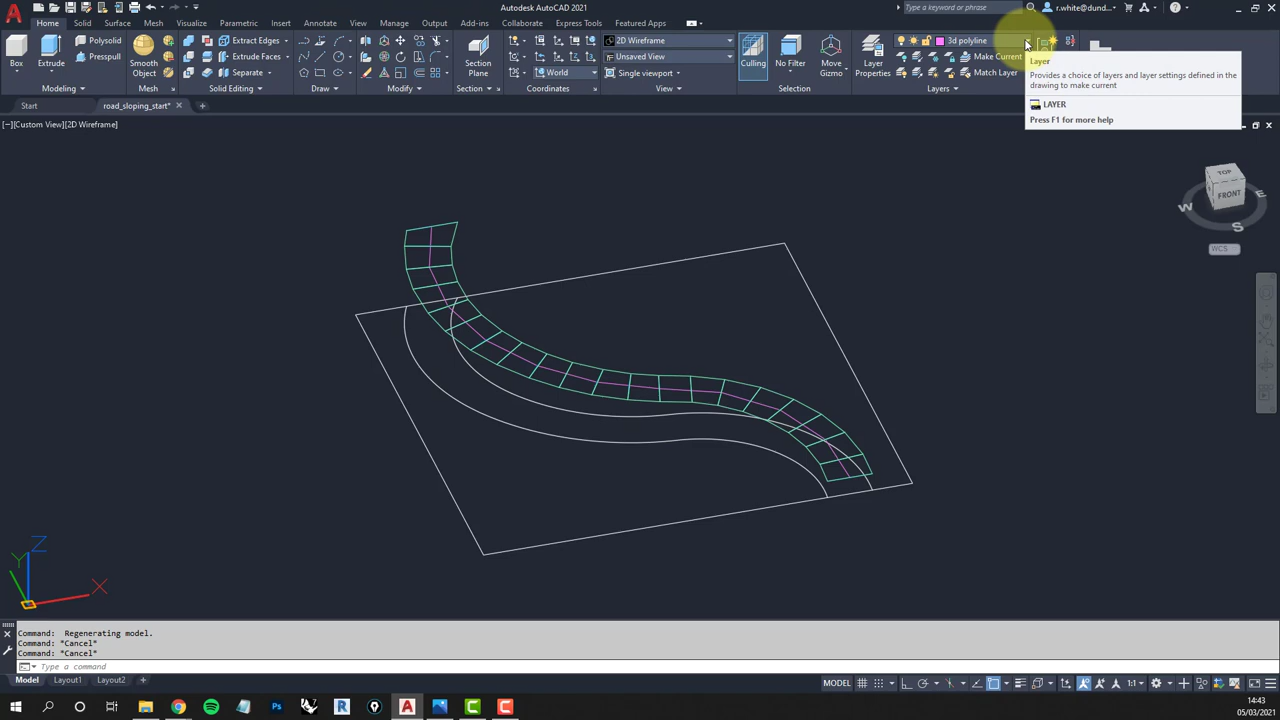 Autodesk AutoCAD 2021
Type a keyword or phrase
r.white@dund...
Home
Solid
Surface
Mesh
Visualize
Parametric
Insert
Annotate
View
Manage
Output
Add-ins
Collaborate
Express Tools
Featured Apps
Box
Extrude
Polysolid
Presspull
Smooth
Object
Extrude Edges
Extrude Faces
Separate
World
2D Wireframe
Unsaved View
Single viewport
Section
Plane
Culling
No Filter
Move
Gizmo
Layer
Properties
3d polyline
Make Current
Match Layer
Modeling
Mesh
Solid Editing
Draw
Modify
Section
Coordinates
View
Selection
Layers
Layer
Provides a choice of layers and layer settings defined in the
drawing to make current
LAYER
Press F1 for more help
Start
road_sloping_start*
[−][Custom View][2D Wireframe]
TOP
FRONT
W
E
S
WCS
Z
Y
X
Command:  Regenerating model.
Command: *Cancel*
Command: *Cancel*
Type a command
Model
Layout1
Layout2
MODEL
1:1
14:43
05/03/2021